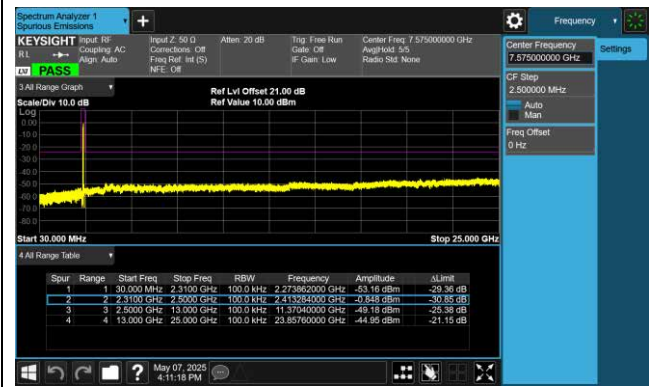 Spectrum Analyzer 1
Spurious Emissions
Frequency
KEYSIGHT Input: RF Input Z: 50 Ω Atten: 20 dB Trig: Free Run Center Freq: 7.575000000 GHz
RL Coupling: AC Corrections: Off Gate: Off Avg|Hold: 5/5
Align: Auto Freq Ref: Int (S) IF Gain: Low Radio Std: None
LXI PASS NFE: Off
Center Frequency
7.575000000 GHz
Settings
CF Step
2.500000 MHz
Auto
Man
Freq Offset
0 Hz
3 All Range Graph
Ref Lvl Offset 21.00 dB
Scale/Div 10.0 dB Ref Value 10.00 dBm
Log
0.00
-10.0
-20.0
-30.0
-40.0
-50.0
-60.0
-70.0
-80.0
Start 30.000 MHz Stop 25.000 GHz
4 All Range Table
Spur Range Start Freq Stop Freq RBW Frequency Amplitude ΔLimit
1 1 30.000 MHz 2.3100 GHz 100.0 kHz 2.273862000 GHz -53.16 dBm -29.36 dB
2 2 2.3100 GHz 2.5000 GHz 100.0 kHz 2.413284000 GHz -0.848 dBm -30.85 dB
3 3 2.5000 GHz 13.000 GHz 100.0 kHz 11.37040000 GHz -49.18 dBm -25.38 dB
4 4 13.000 GHz 25.000 GHz 100.0 kHz 23.85760000 GHz -44.95 dBm -21.15 dB
May 07, 2025
4:11:18 PM